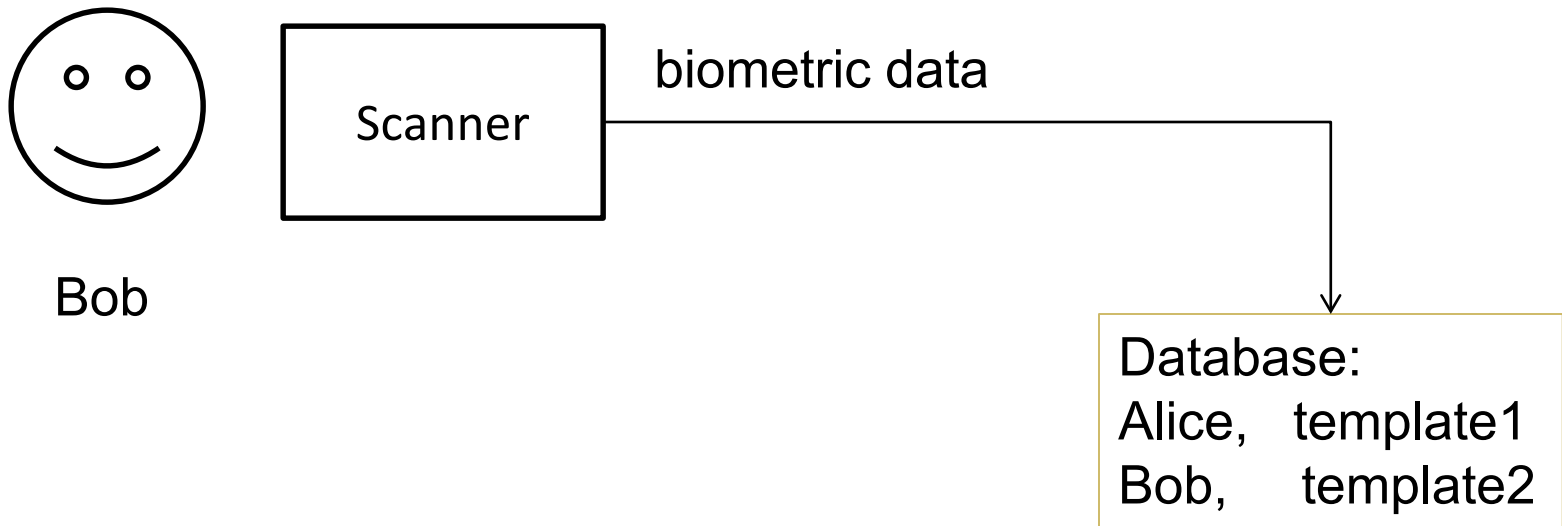 biometric data
Scanner
Bob
Database:
Alice, template1
Bob, template2